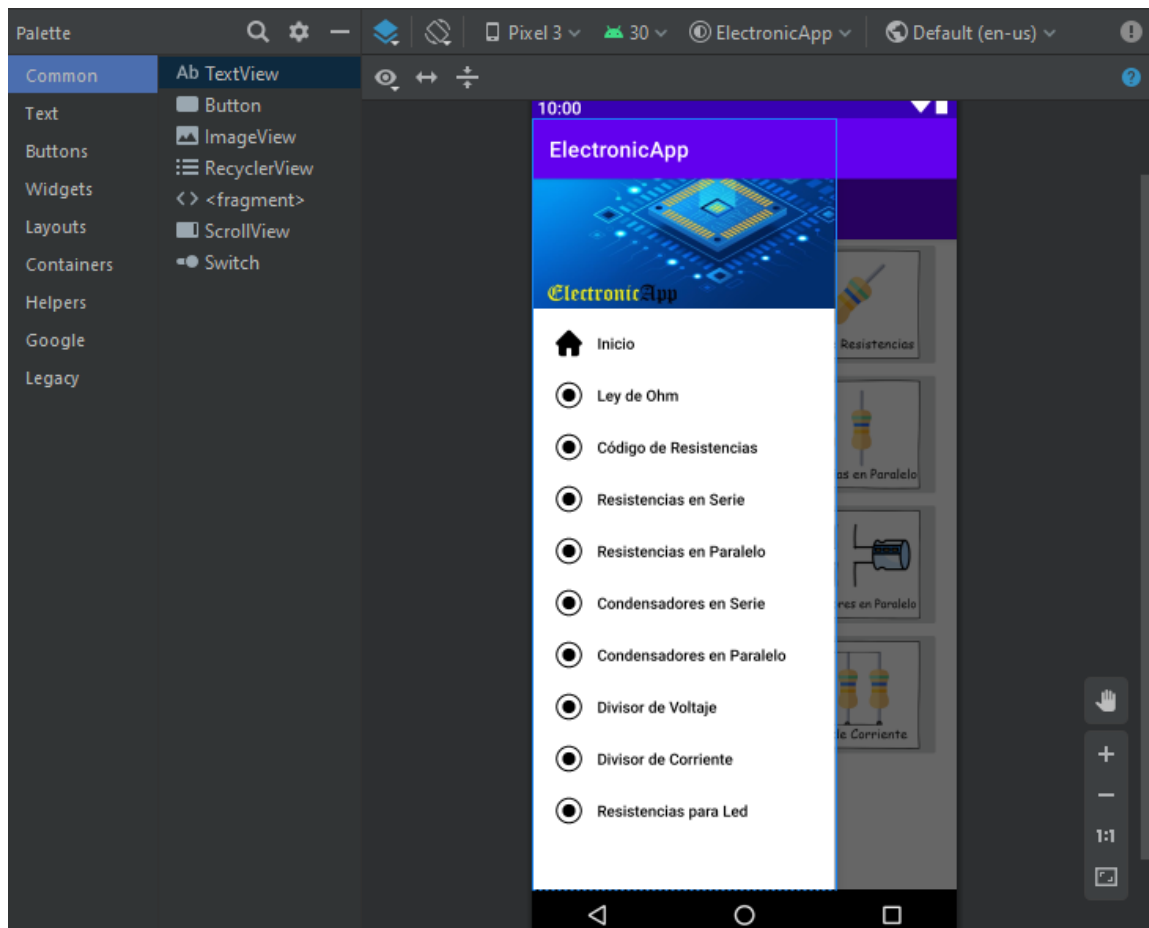 Palette
Pixel 3
30
ElectronicApp
Default (en-us)
Common
Text
Buttons
Widgets
Layouts
Containers
Helpers
Google
Legacy
Ab TextView
Button
ImageView
RecyclerView
<fragment>
ScrollView
Switch
10:00
ElectronicApp
ElectronicApp
Inicio
Ley de Ohm
Código de Resistencias
Resistencias en Serie
Resistencias en Paralelo
Condensadores en Serie
Condensadores en Paralelo
Divisor de Voltaje
Divisor de Corriente
Resistencias para Led
Resistencias
en Paralelo
en Paralelo
de Corriente
1:1